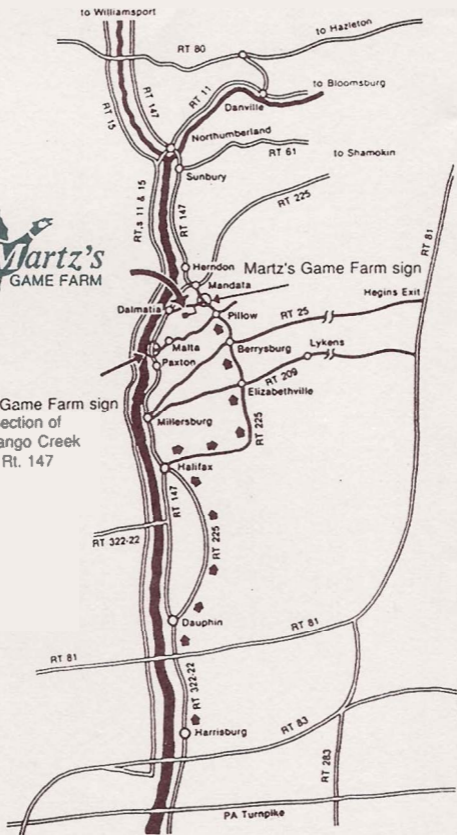 to Williamsport
to Hazleton
RT 80
RT 147
RT 11
to Bloomsburg
RT 15
Danville
Northumberland
RT 61
to Shamokin
Sunbury
RT.s 11 & 15
RT 147
RT 225
RT 81
Martz's
GAME FARM
Herndon
Martz's Game Farm sign
Mandata
Hegins Exit
Dalmatia
Pillow
RT 25
Malta
Berrysburg
Lykens
Paxton
RT 209
Elizabethville
Game Farm sign
ection of
ango Creek
Rt. 147
Millersburg
RT 225
Halifax
RT 147
RT 322-22
RT 225
Dauphin
RT 81
RT 81
RT 322-22
RT 83
Harrisburg
RT 283
PA Turnpike